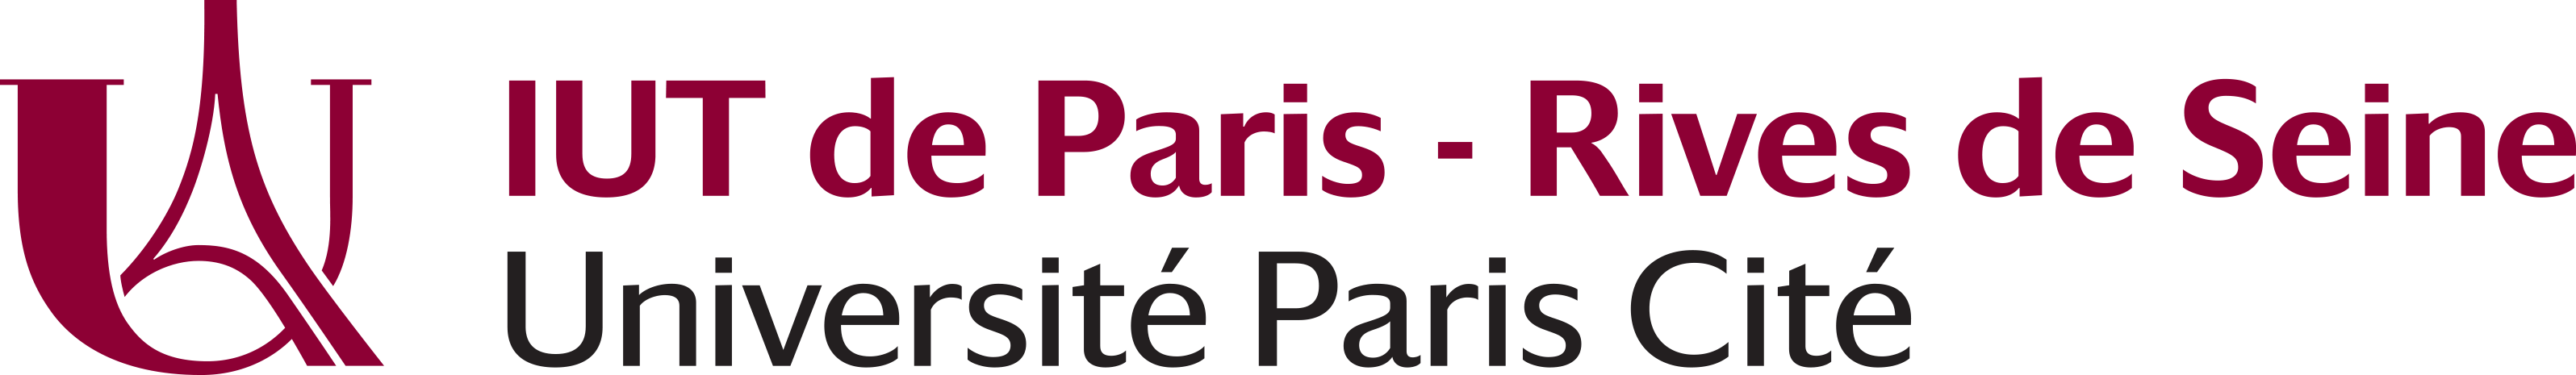 IUT de Paris - Rives de Seine
Université Paris Cité